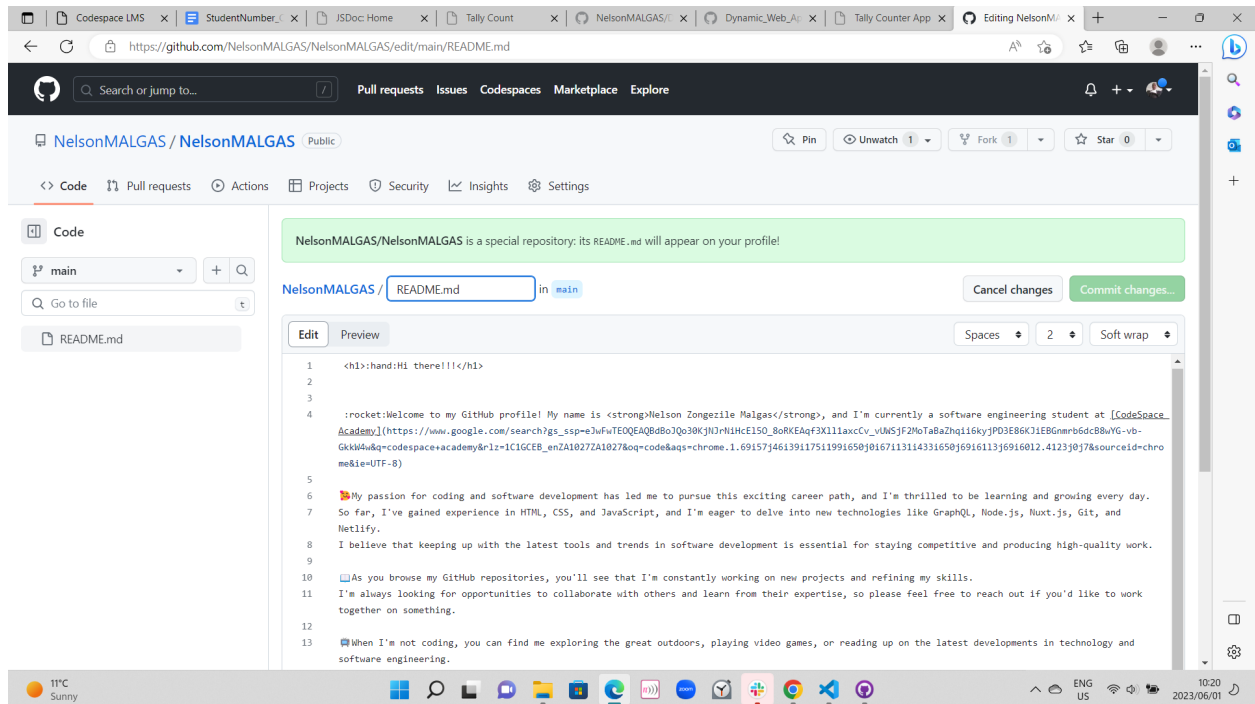 Codespace LMS
StudentNumber_
JSDoc: Home
Tally Count
NelsonMALGAS/
Dynamic_Web_Ap
Tally Counter App
Editing NelsonMA
https://github.com/NelsonMALGAS/NelsonMALGAS/edit/main/README.md
Search or jump to...
/
Pull requests Issues Codespaces Marketplace Explore
NelsonMALGAS / NelsonMALGAS Public
Pin
Unwatch 1
Fork 1
Star 0
<> Code Pull requests Actions Projects Security Insights Settings
Code
main
Go to file t
README.md
NelsonMALGAS/NelsonMALGAS is a special repository: its README.md will appear on your profile!
NelsonMALGAS / README.md in main
Cancel changes Commit changes...
Edit Preview
Spaces 2 Soft wrap
1 <h1>:hand:Hi there!!!</h1>
2
3
4 :rocket:Welcome to my GitHub profile! My name is <strong>Nelson Zongezile Malgas</strong>, and I'm currently a software engineering student at [CodeSpace
Academy](https://www.google.com/search?
GkkW4w&q=codespace+academy&rlz=1C1GCEB_enZA1027ZA1027&oq=code&aqs=chrome.1.69i57j46i39i175i199i650j0i67i131i433i650j69i6113j69i60l2.4123j0j7&sourceid=chro
me&ie=UTF-8)
5
6 My passion for coding and software development has led me to pursue this exciting career path, and I'm thrilled to be learning and growing every day.
7 So far, I've gained experience in HTML, CSS, and JavaScript, and I'm eager to delve into new technologies like GraphQL, Node.js, Nuxt.js, Git, and
Netlify.
8 I believe that keeping up with the latest tools and trends in software development is essential for staying competitive and producing high-quality work.
9
10 As you browse my GitHub repositories, you'll see that I'm constantly working on new projects and refining my skills.
11 I'm always looking for opportunities to collaborate with others and learn from their expertise, so please feel free to reach out if you'd like to work
together on something.
12
13 When I'm not coding, you can find me exploring the great outdoors, playing video games, or reading up on the latest developments in technology and
software engineering.
11°C
Sunny
zoom
ENG
US
10:20
2023/06/01